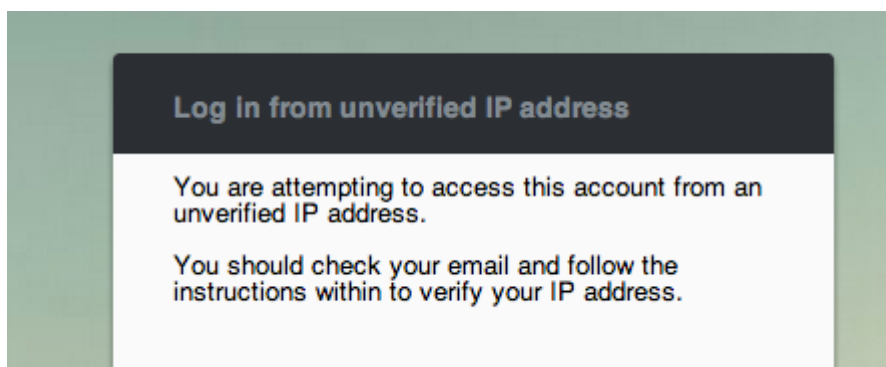 Log in from unverified IP address
You are attempting to access this account from an
unverified IP address.
You should check your email and follow the
instructions within to verify your IP address.